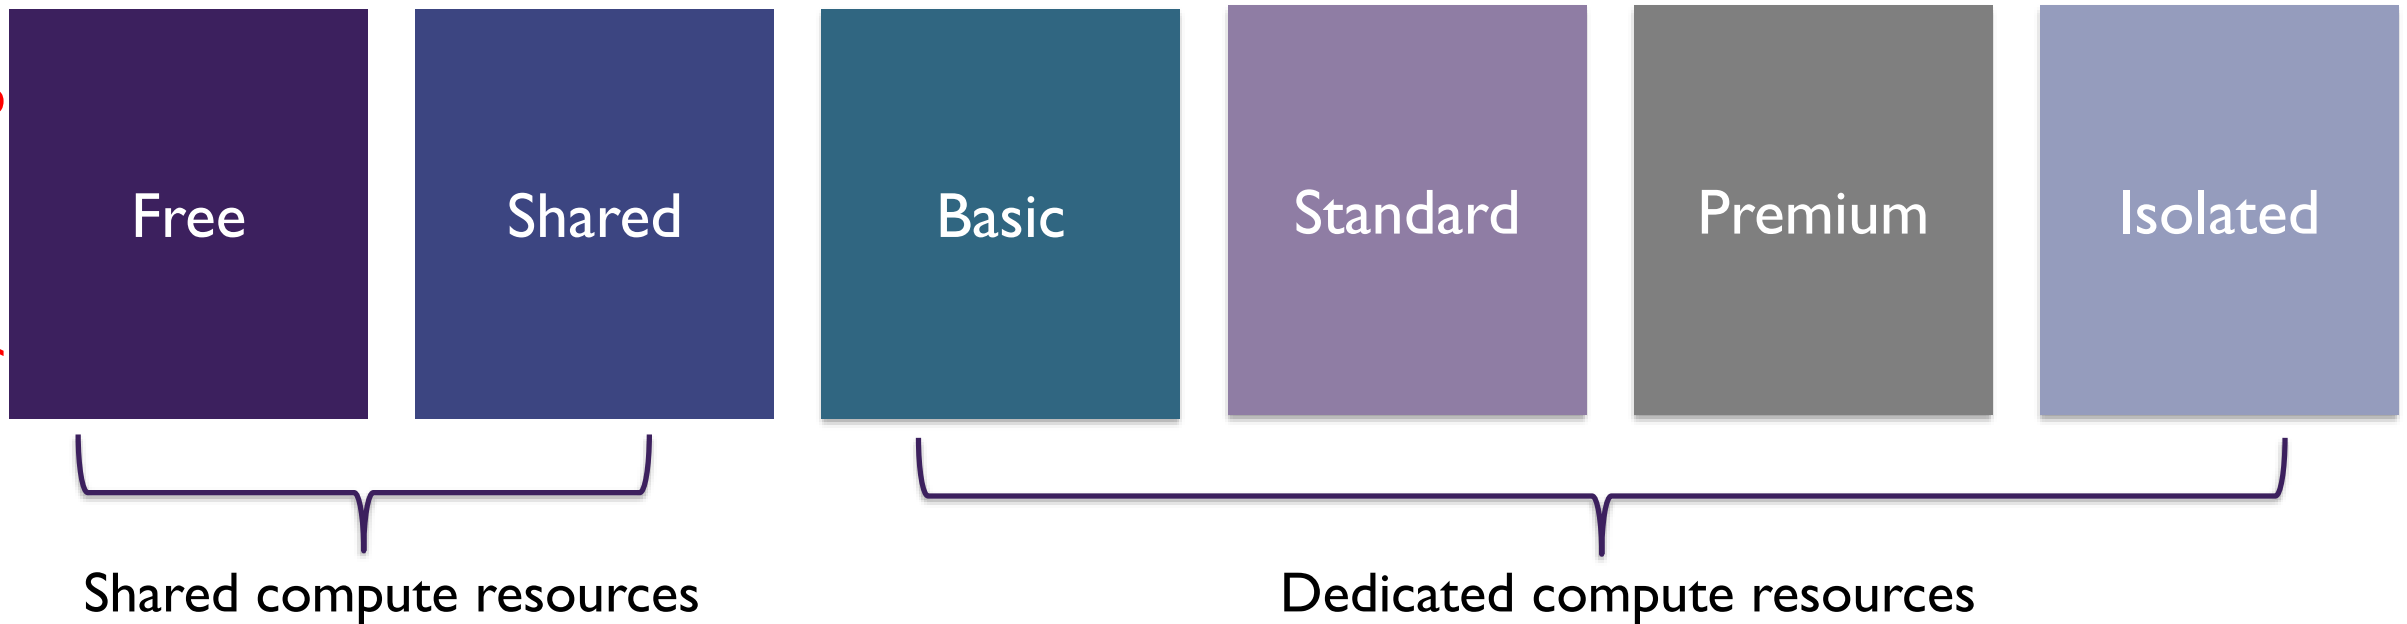 Free
Shared
Basic
Standard
Premium
Isolated
Shared compute resources
Dedicated compute resources